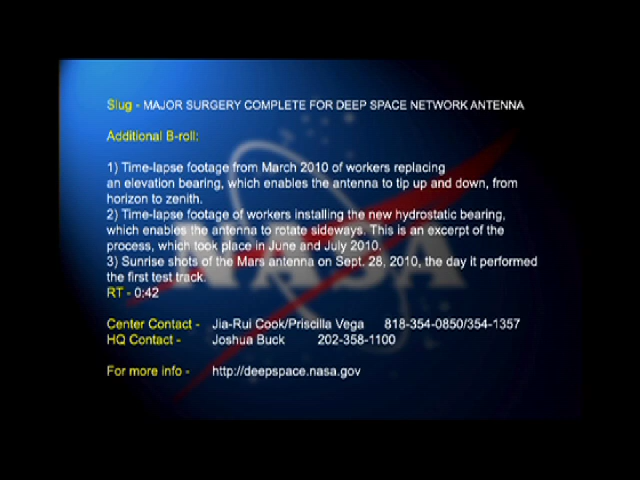 Slug - MAJOR SURGERY COMPLETE FOR DEEP SPACE NETWORK ANTENNA
Additional B-roll:
1) Time-lapse footage from March 2010 of workers replacing
an elevation bearing, which enables the antenna to tip up and down, from
horizon to zenith.
2) Time-lapse footage of workers installing the new hydrostatic bearing,
which enables the antenna to rotate sideways. This is an excerpt of the
process, which took place in June and July 2010.
3) Sunrise shots of the Mars antenna on Sept. 28, 2010, the day it performed
the first test track.
RT - 0:42
Center Contact - Jia-Rui Cook/Priscilla Vega 818-354-0850/354-1357
HQ Contact - Joshua Buck 202-358-1100
For more info - http://deepspace.nasa.gov
NASA